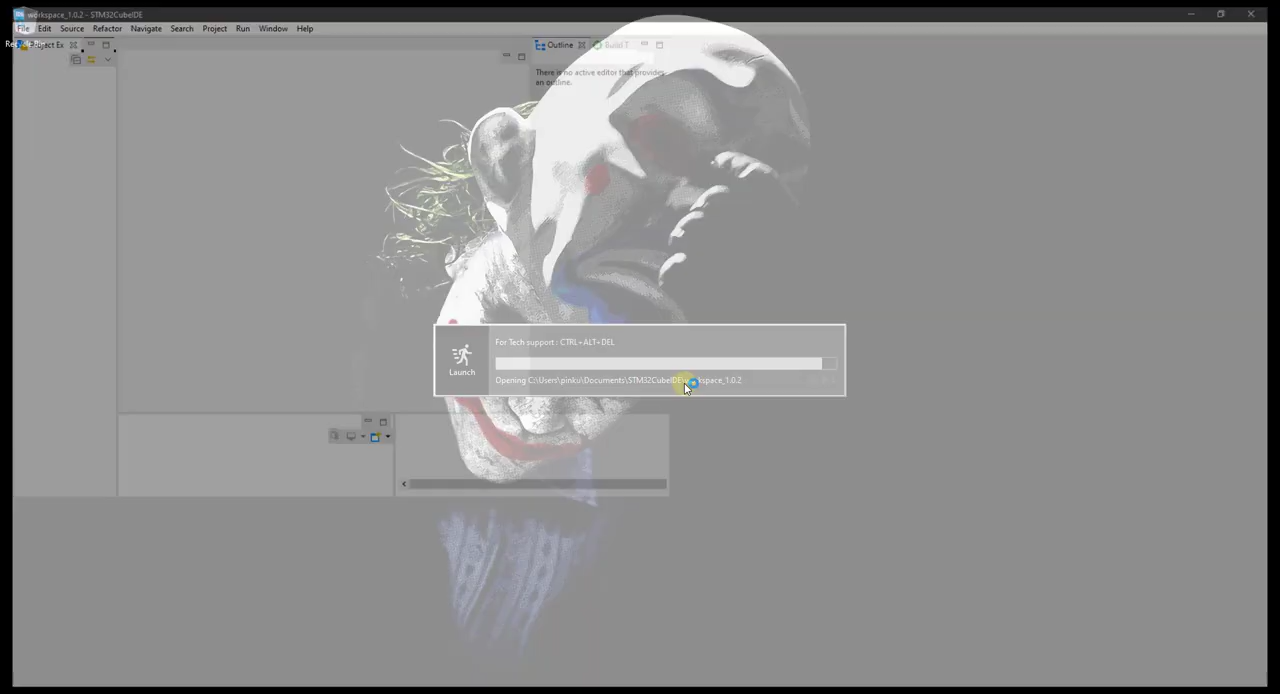 workspace_1.0.2 - STM32CubeIDE
File Edit Source Refactor Navigate Search Project Run Window Help
Outline Build T
There is no active editor that provides
an outline.
For Tech support : CTRL+ALT+DEL
Launch
Opening C:\Users\pinku\Documents\STM32CubeIDE\workspace_1.0.2